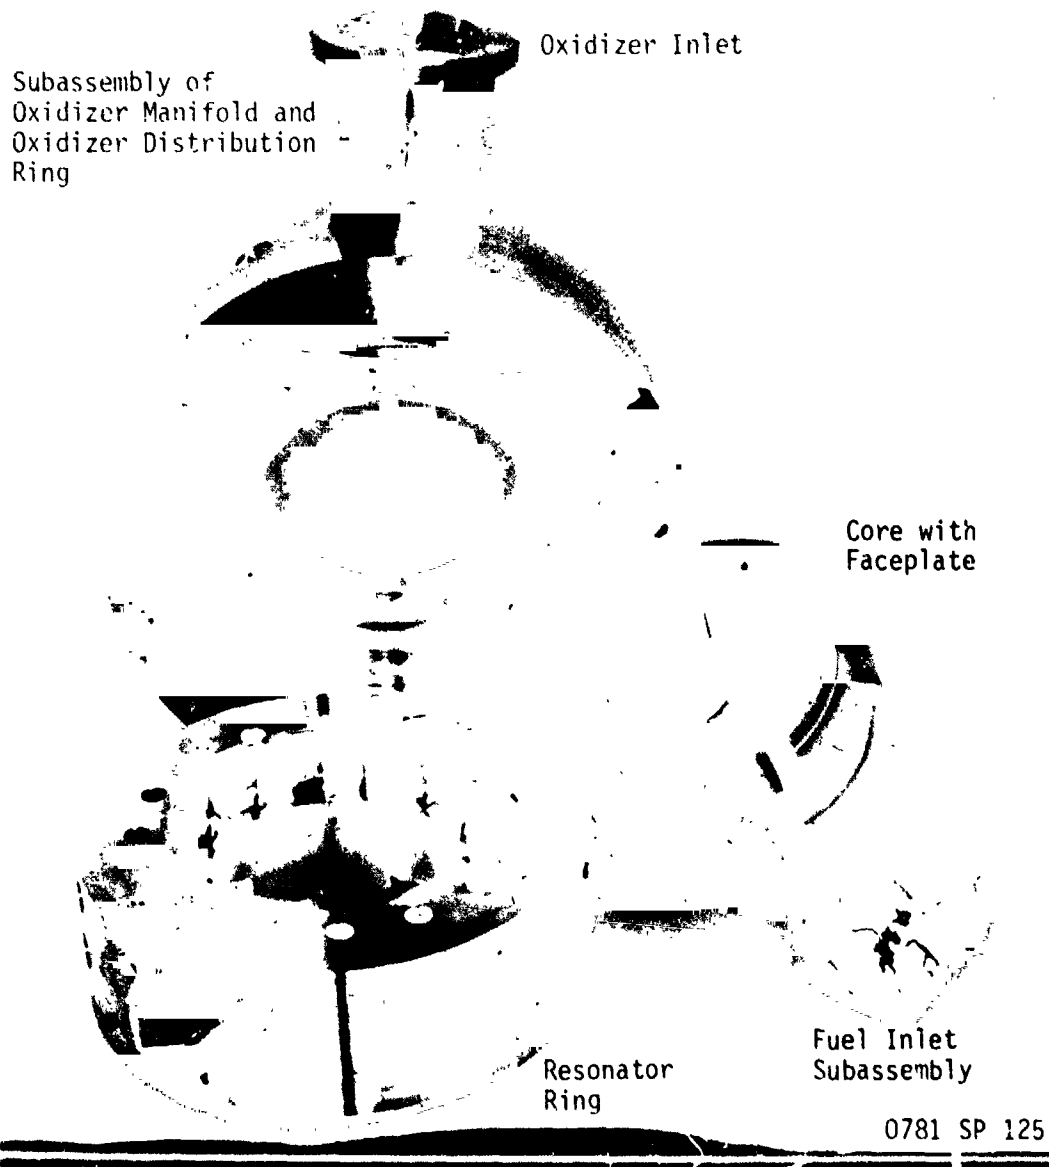 Oxidizer Inlet
Subassembly of
Oxidizer Manifold and
Oxidizer Distribution
Ring
Core with
Faceplate
Fuel Inlet
Subassembly
Resonator
Ring
0781 SP 125